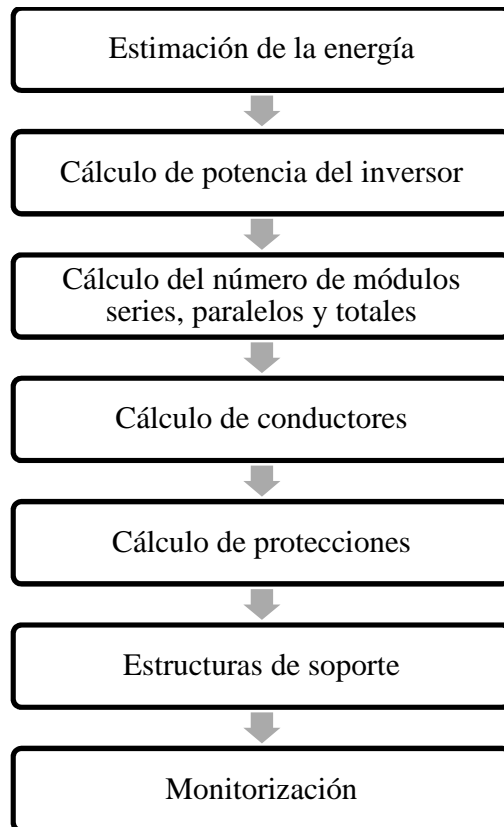 Estimación de la energía
Cálculo de potencia del inversor
Cálculo del número de módulos
series, paralelos y totales
Cálculo de conductores
Cálculo de protecciones
Estructuras de soporte
Monitorización